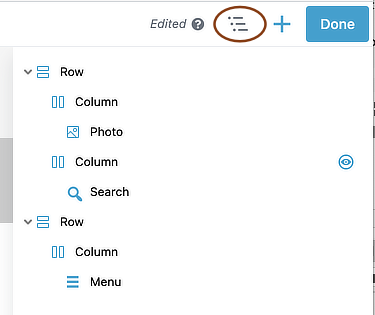 Edited ? Done
Row
Column
Photo
Column
Search
Row
Column
Menu